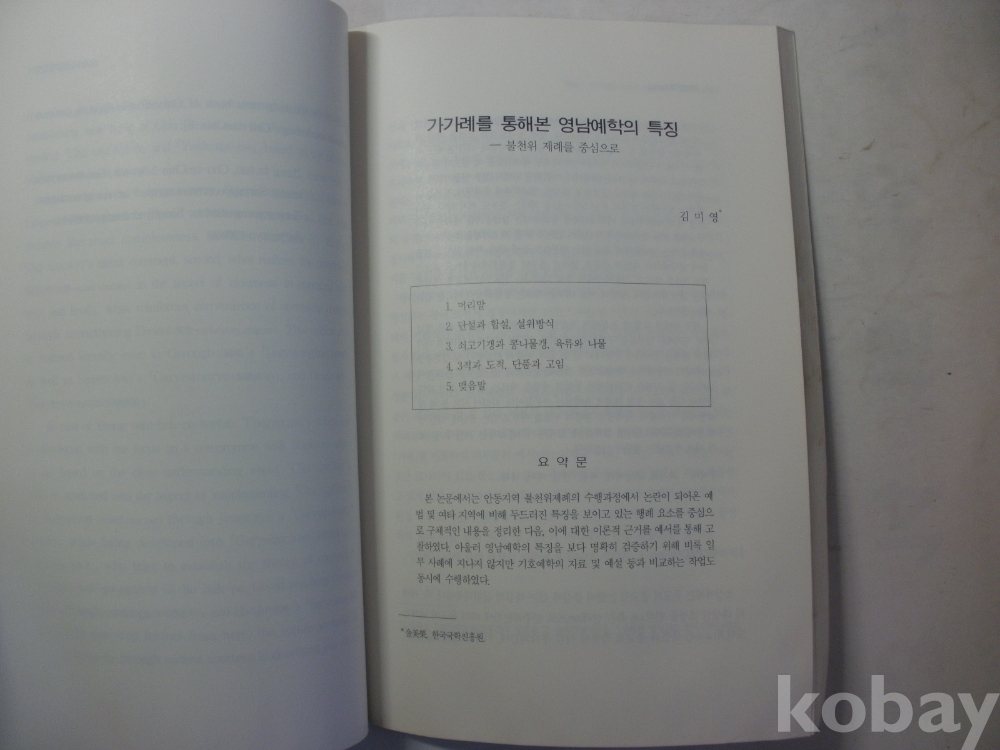 가가례를 통해본 영남예학의 특징
— 불천위 제례를 중심으로
김 미 영*
1. 머리말
2. 단설과 합설, 설위방식
3. 쇠고기갱과 콩나물갱, 육류와 나물
4. 3적과 도적, 단품과 고임
5. 맺음말
요 약 문
본 논문에서는 안동지역 불천위제례의 수행과정에서 논란이 되어온 예
법 및 여타 지역에 비해 두드러진 특징을 보이고 있는 행례 요소를 중심으
로 구체적인 내용을 정리한 다음, 이에 대한 이론적 근거를 예서를 통해 고
찰하였다. 아울러 영남예학의 특징을 보다 명확히 검증하기 위해 비록 일
부 사례에 지나지 않지만 기호예학의 자료 및 예설 등과 비교하는 작업도
동시에 수행하였다.
* 金美榮, 한국국학진흥원.
kobay